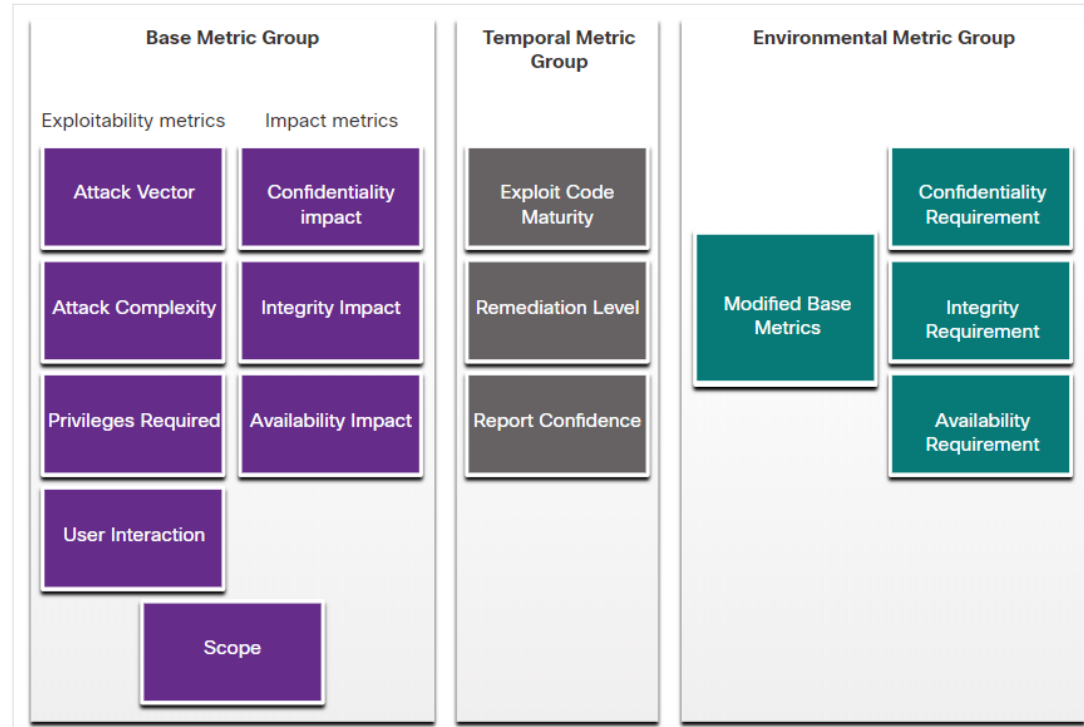 Base Metric Group
Exploitability metrics
Impact metrics
Attack Vector
Confidentiality
impact
Attack Complexity
Integrity Impact
Privileges Required
Availability Impact
User Interaction
Scope
Temporal Metric
Group
Exploit Code
Maturity
Remediation Level
Report Confidence
Environmental Metric Group
Modified Base
Metrics
Confidentiality
Requirement
Integrity
Requirement
Availability
Requirement